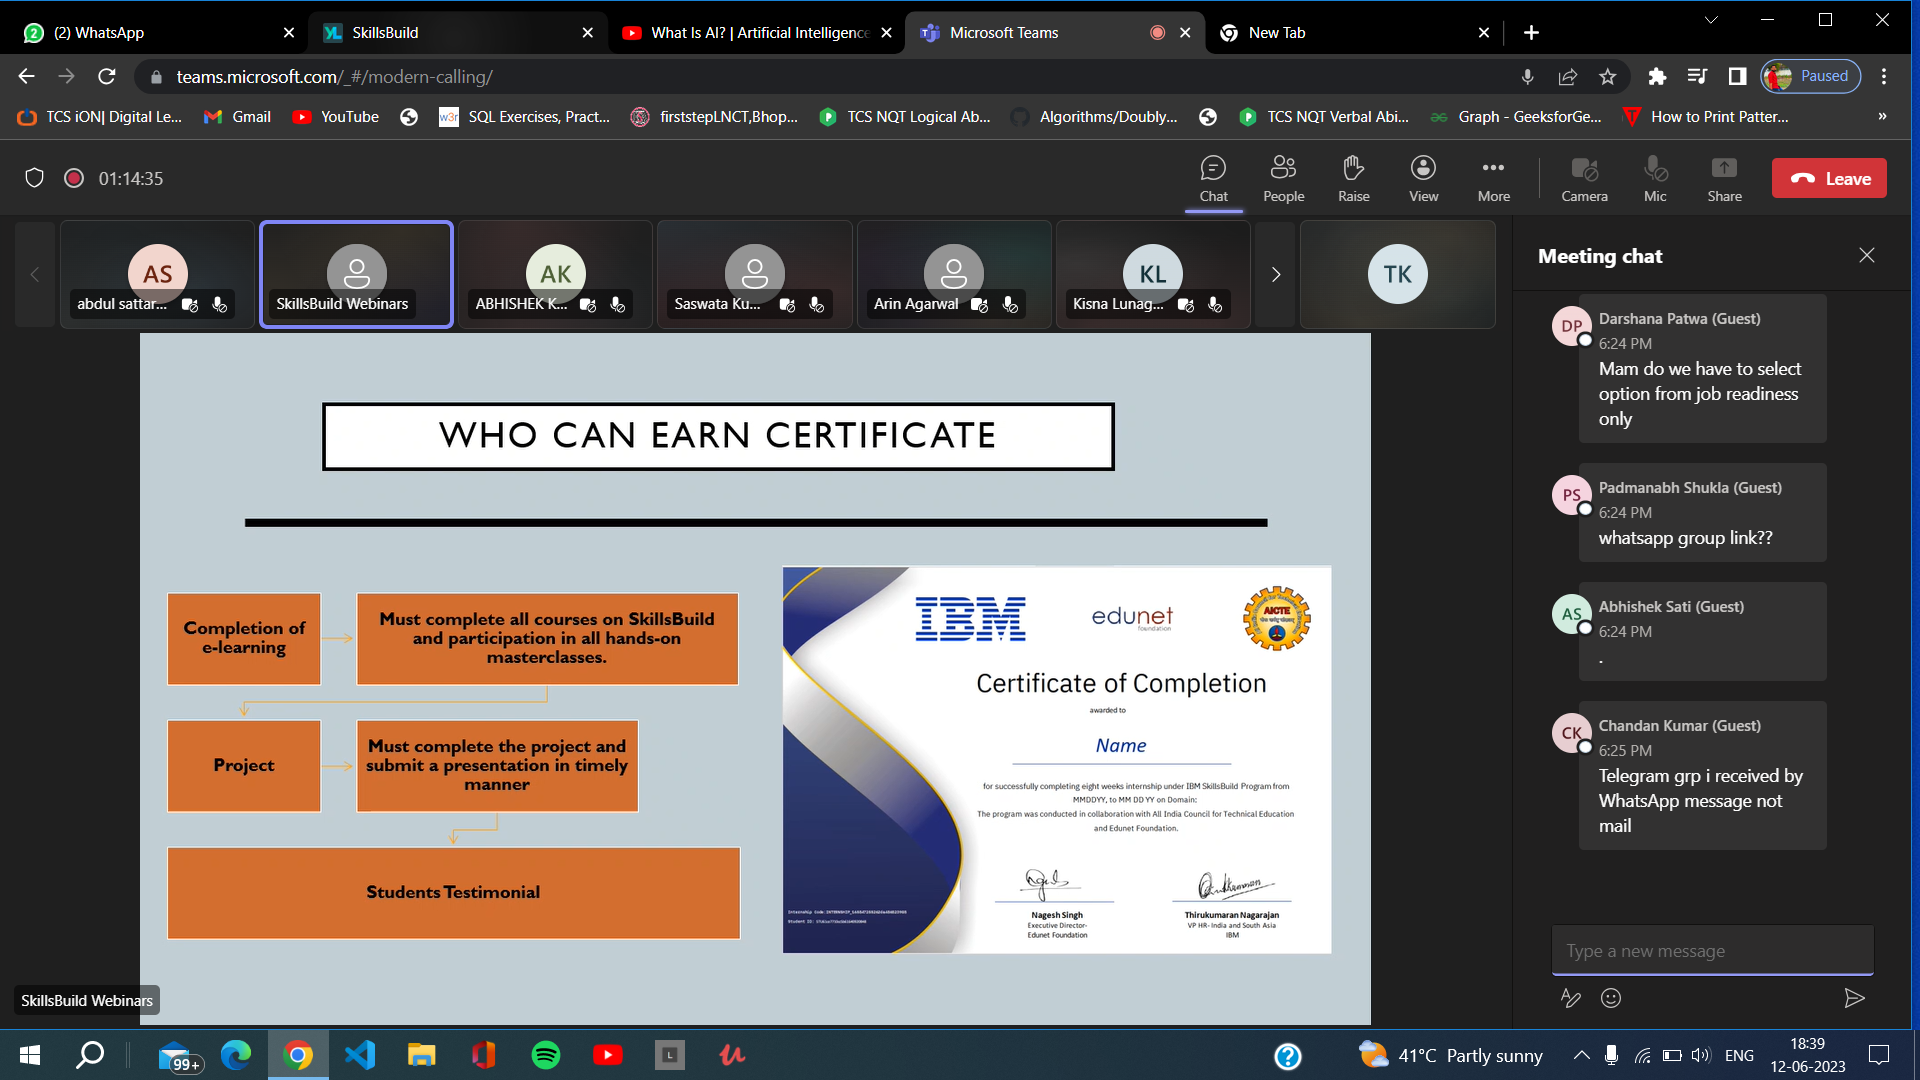 (2) WhatsApp
SkillsBuild
What Is AI? | Artificial Intelligence
Microsoft Teams
New Tab
teams.microsoft.com/_#/modern-calling/
Paused
TCS iON| Digital Le...
Gmail
YouTube
SQL Exercises, Pract...
firststepLNCT,Bhop...
TCS NQT Logical Ab...
Algorithms/Doubly...
TCS NQT Verbal Abi...
Graph - GeeksforGe...
How to Print Patter...
»
01:14:35
Chat
People
Raise
View
More
Camera
Mic
Share
Leave
AS
abdul sattar...
SkillsBuild Webinars
AK
ABHISHEK K...
Saswata Ku...
Arin Agarwal
KL
Kisna Lunag...
TK
WHO CAN EARN CERTIFICATE
Completion of
e-learning
Must complete all courses on SkillsBuild
and participation in all hands-on
masterclasses.
Project
Must complete the project and
submit a presentation in timely
manner
Students Testimonial
IBM
edunet
foundation
AICTE
Certificate of Completion
awarded to
Name
for successfully completing eight weeks internship under IBM SkillsBuild Program from
MMDDYY, to MM DD YY on Domain:
The program was conducted in collaboration with All India Council for Technical Education
and Edunet Foundation.
Nagesh Singh
Executive Director-
Edunet Foundation
Thirukumaran Nagarajan
VP HR- India and South Asia
IBM
SkillsBuild Webinars
Meeting chat
DP
Darshana Patwa (Guest)
6:24 PM
Mam do we have to select
option from job readiness
only
PS
Padmanabh Shukla (Guest)
6:24 PM
whatsapp group link??
AS
Abhishek Sati (Guest)
6:24 PM
.
CK
Chandan Kumar (Guest)
6:25 PM
Telegram grp i received by
WhatsApp message not
mail
Type a new message
99+
41°C Partly sunny
ENG
18:39
12-06-2023